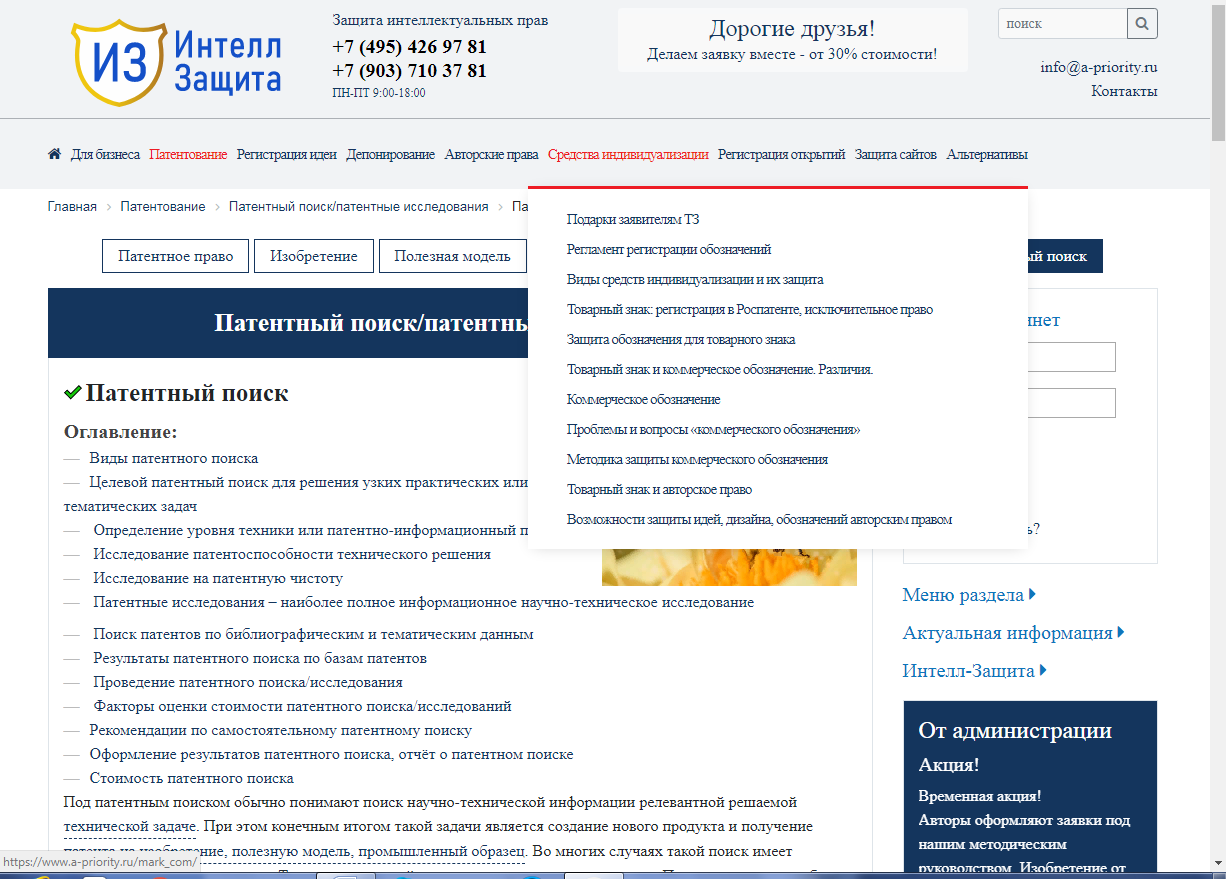 ИЗ
Интелл
Защита
Защита интеллектуальных прав
+7 (495) 426 97 81
+7 (903) 710 37 81
ПН-ПТ 9:00-18:00
Дорогие друзья!
Делаем заявку вместе - от 30% стоимости!
поиск
info@a-priority.ru
Контакты
Для бизнеса Патентование Регистрация идеи Депонирование Авторские права Средства индивидуализации Регистрация открытий Защита сайтов Альтернативы
Главная > Патентование > Патентный поиск/патентные исследования > Па
Подарки заявителям ТЗ
Регламент регистрации обозначений
Виды средств индивидуализации и их защита
Товарный знак: регистрация в Роспатенте, исключительное право
Защита обозначения для товарного знака
Товарный знак и коммерческое обозначение. Различия.
Коммерческое обозначение
Проблемы и вопросы «коммерческого обозначения»
Методика защиты коммерческого обозначения
Товарный знак и авторское право
Возможности защиты идей, дизайна, обозначений авторским правом
Патентное право Изобретение Полезная модель
поиск
Патентный поиск/патентны
Патентный поиск
Оглавление:
— Виды патентного поиска
— Целевой патентный поиск для решения узких практических или
тематических задач
— Определение уровня техники или патентно-информационный п
— Исследование патентоспособности технического решения
— Исследование на патентную чистоту
— Патентные исследования – наиболее полное информационное научно-техническое исследование
— Поиск патентов по библиографическим и тематическим данным
— Результаты патентного поиска по базам патентов
— Проведение патентного поиска/исследования
— Факторы оценки стоимости патентного поиска/исследований
— Рекомендации по самостоятельному патентному поиску
— Оформление результатов патентного поиска, отчёт о патентном поиске
— Стоимость патентного поиска
Под патентным поиском обычно понимают поиск научно-технической информации релевантной решаемой
технической задаче. При этом конечным итогом такой задачи является создание нового продукта и получение
патента на изобретение, полезную модель, промышленный образец. Во многих случаях такой поиск имеет
https://www.a-priority.ru/mark_com/
инет
ь?
Меню раздела
Актуальная информация
Интелл-Защита
От администрации
Акция!
Временная акция!
Авторы оформляют заявки под
нашим методическим
руководством. Изобретение от